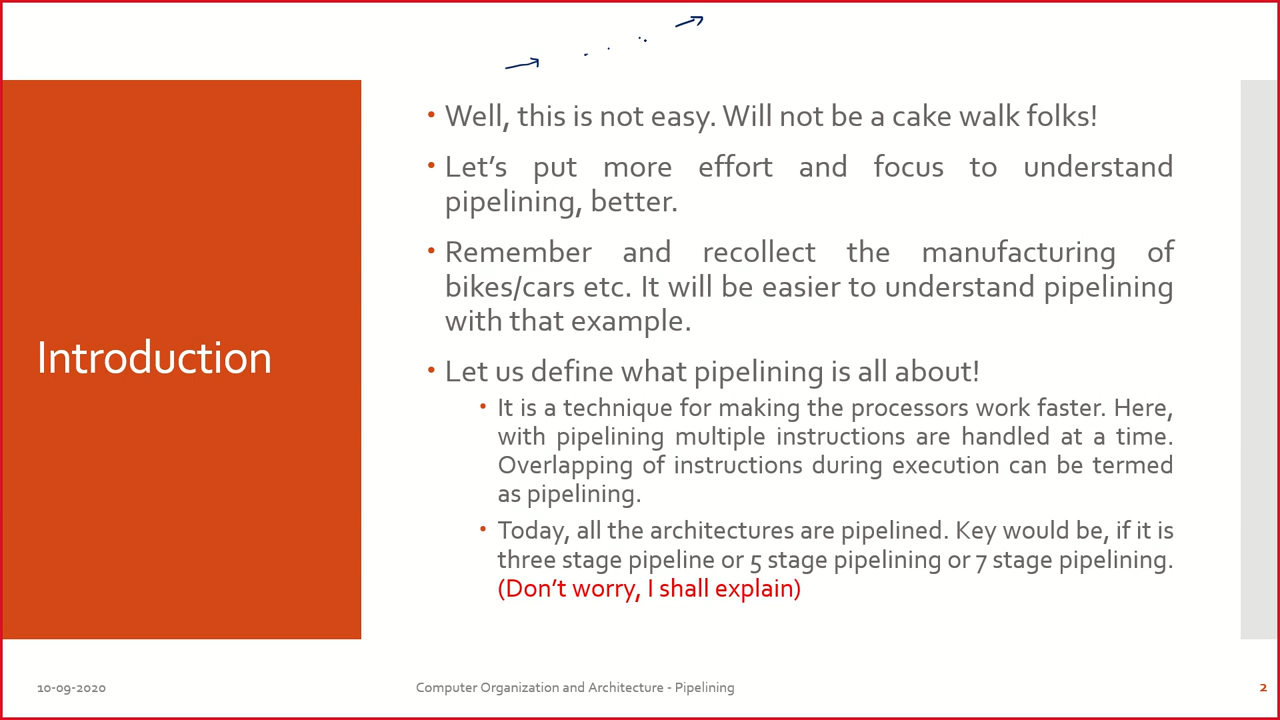 Introduction
• Well, this is not easy. Will not be a cake walk folks!
• Let's put more effort and focus to understand
pipelining, better.
• Remember and recollect the manufacturing of
bikes/cars etc. It will be easier to understand pipelining
with that example.
• Let us define what pipelining is all about!
• It is a technique for making the processors work faster. Here,
with pipelining multiple instructions are handled at a time.
Overlapping of instructions during execution can be termed
as pipelining.
• Today, all the architectures are pipelined. Key would be, if it is
three stage pipeline or 5 stage pipelining or 7 stage pipelining.
(Don't worry, I shall explain)
10-09-2020
Computer Organization and Architecture - Pipelining
2